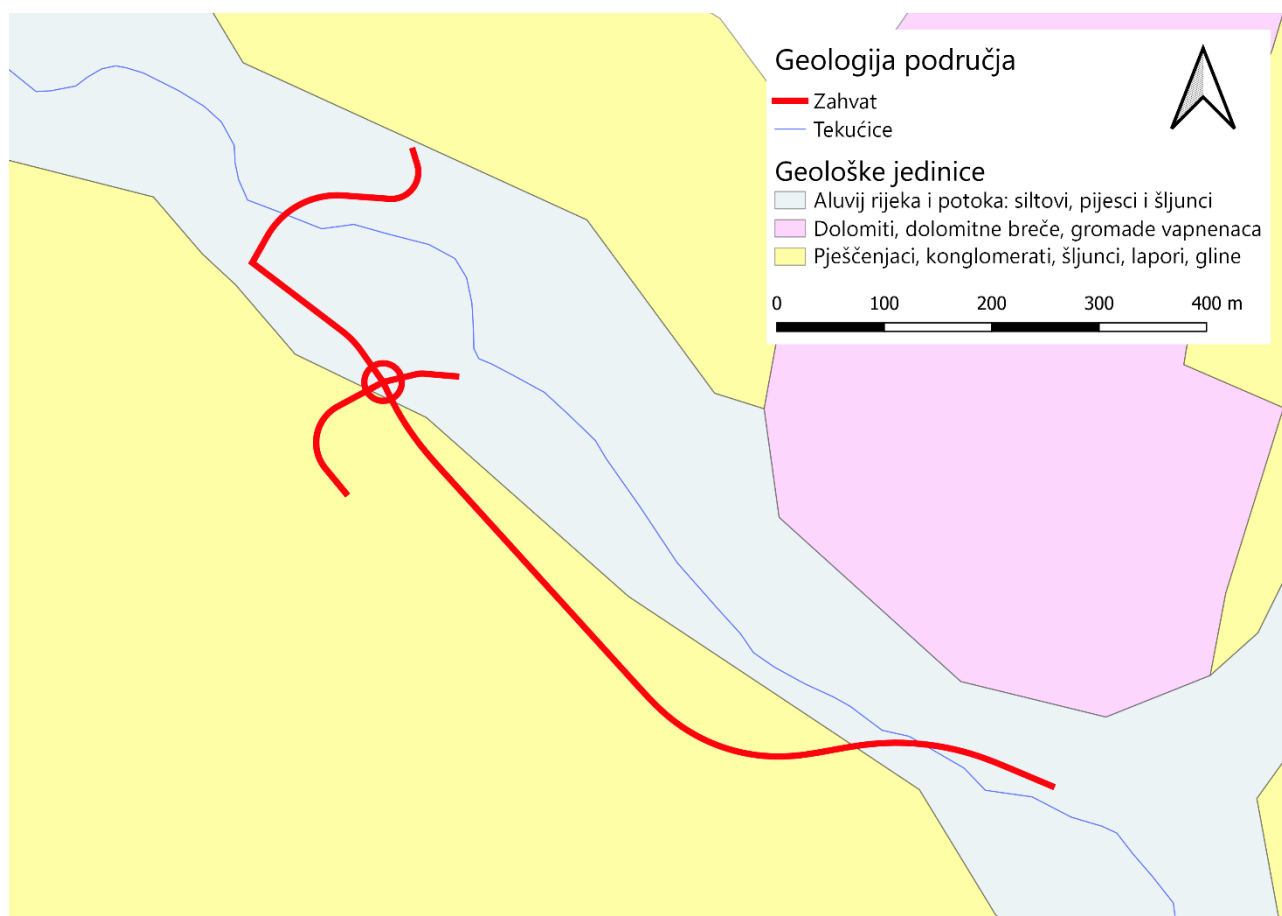 Geologija područja
Zahvat
Tekućice
Geološke jedinice
Aluvij rijeka i potoka: siltovi, pijesci i šljunci
Dolomiti, dolomitne breče, gromade vapnenaca
Pješčenjaci, konglomerati, šljunci, lapori, gline
0 100 200 300 400 m